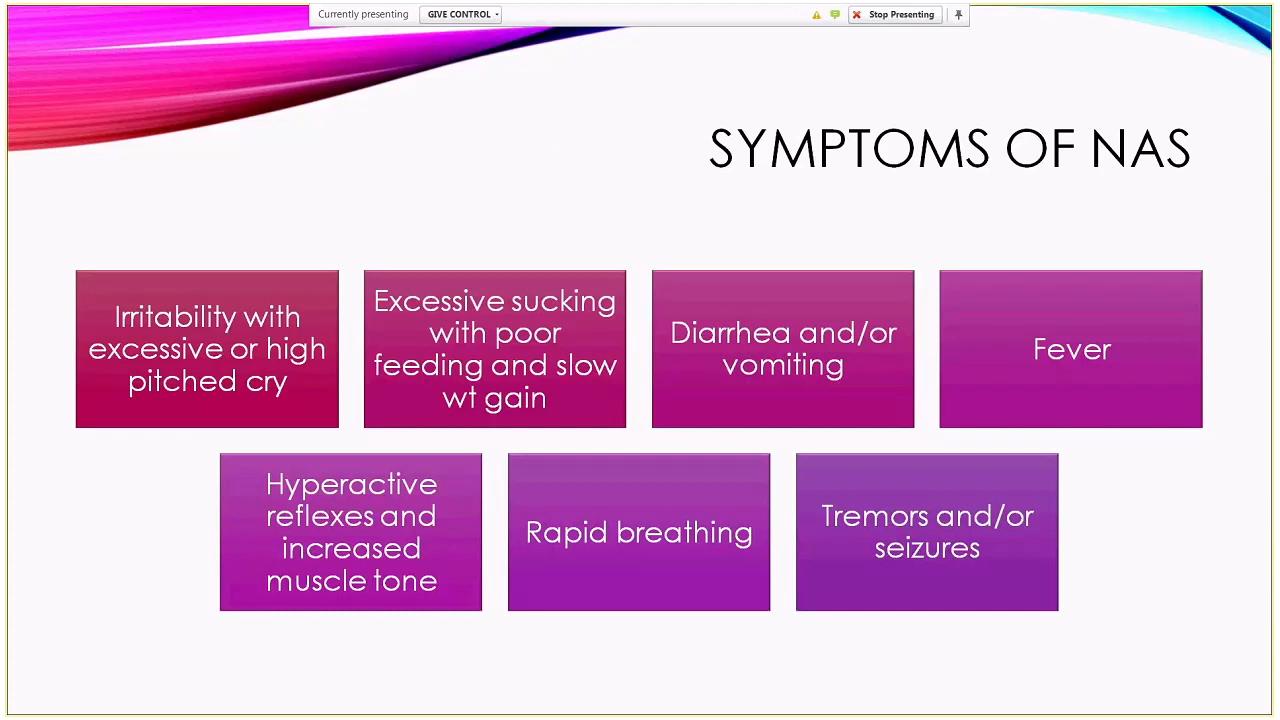 Currently presenting GIVE CONTROL Stop Presenting
SYMPTOMS OF NAS
Irritability with
excessive or high
pitched cry
Excessive sucking
with poor
feeding and slow
wt gain
Diarrhea and/or
vomiting
Fever
Hyperactive
reflexes and
increased
muscle tone
Rapid breathing
Tremors and/or
seizures